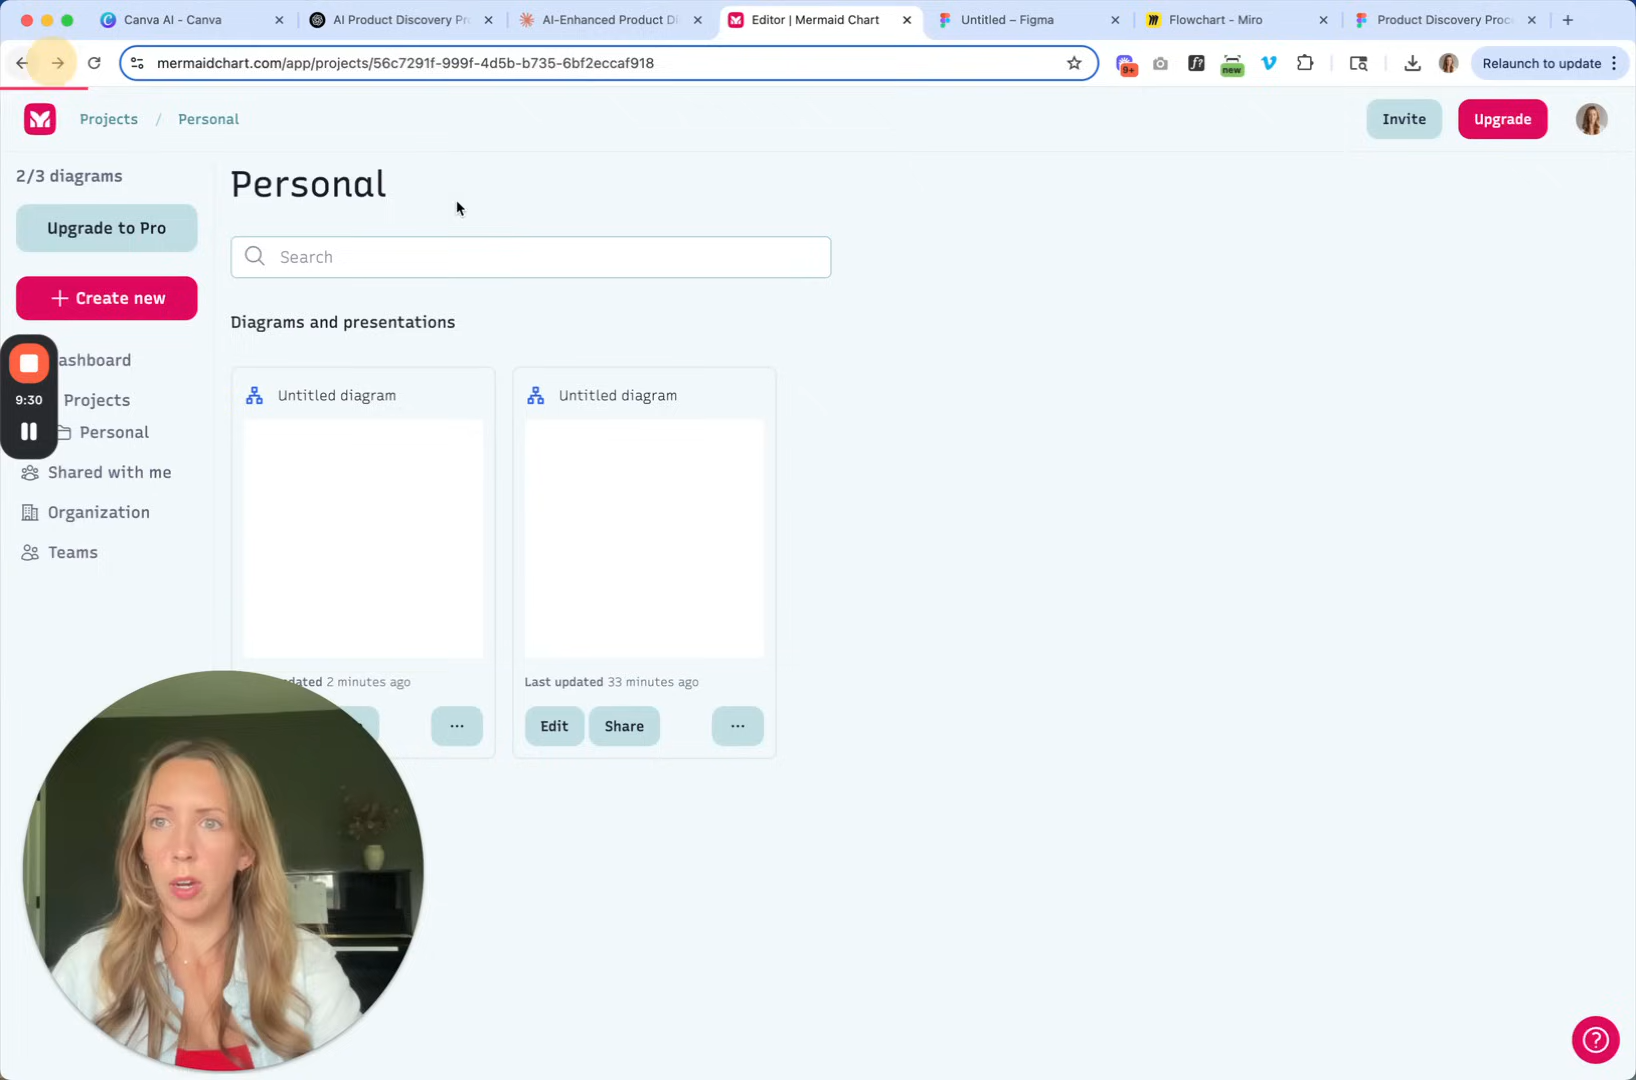 Canva AI - Canva
AI Product Discovery Pro
AI-Enhanced Product Di
Editor | Mermaid Chart
Untitled – Figma
Flowchart - Miro
Product Discovery Proc
mermaidchart.com/app/projects/56c7291f-999f-4d5b-b735-6bf2eccaf918
9+
f?
new
Relaunch to update
Projects / Personal
Invite
Upgrade
2/3 diagrams
Personal
Upgrade to Pro
Search
+ Create new
Diagrams and presentations
ashboard
Projects
Personal
Shared with me
Organization
Teams
9:30
Untitled diagram
Untitled diagram
dated 2 minutes ago
Last updated 33 minutes ago
...
Edit
Share
...
?